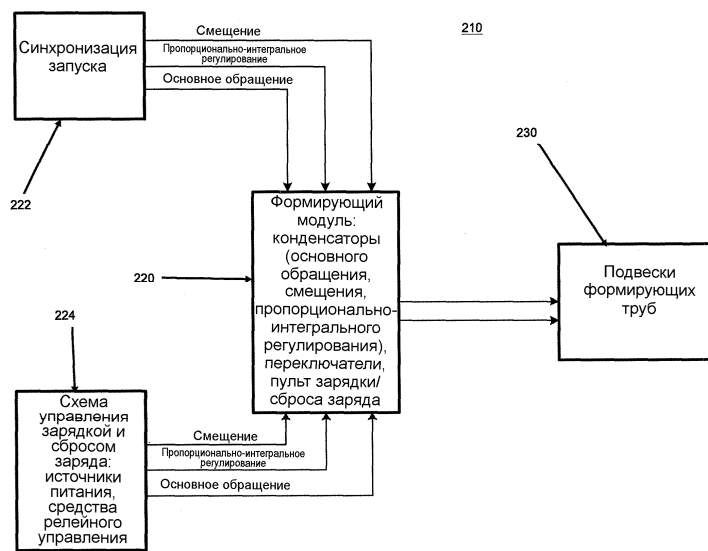 Синхронизация
запуска
Смещение
Пропорционально-интегральное
регулирование
Основное обращение
210
222
230
Формирующий
модуль:
конденсаторы
(основного
обращения,
смещения,
пропорционально-
интегрального
регулирования),
переключатели,
пульт зарядки/
сброса заряда
220
Подвески
формирующих
труб
224
Схема
управления
зарядкой и
сбросом
заряда:
источники
питания,
средства
релейного
управления
Смещение
Пропорционально-интегральное
регулирование
Основное обращение